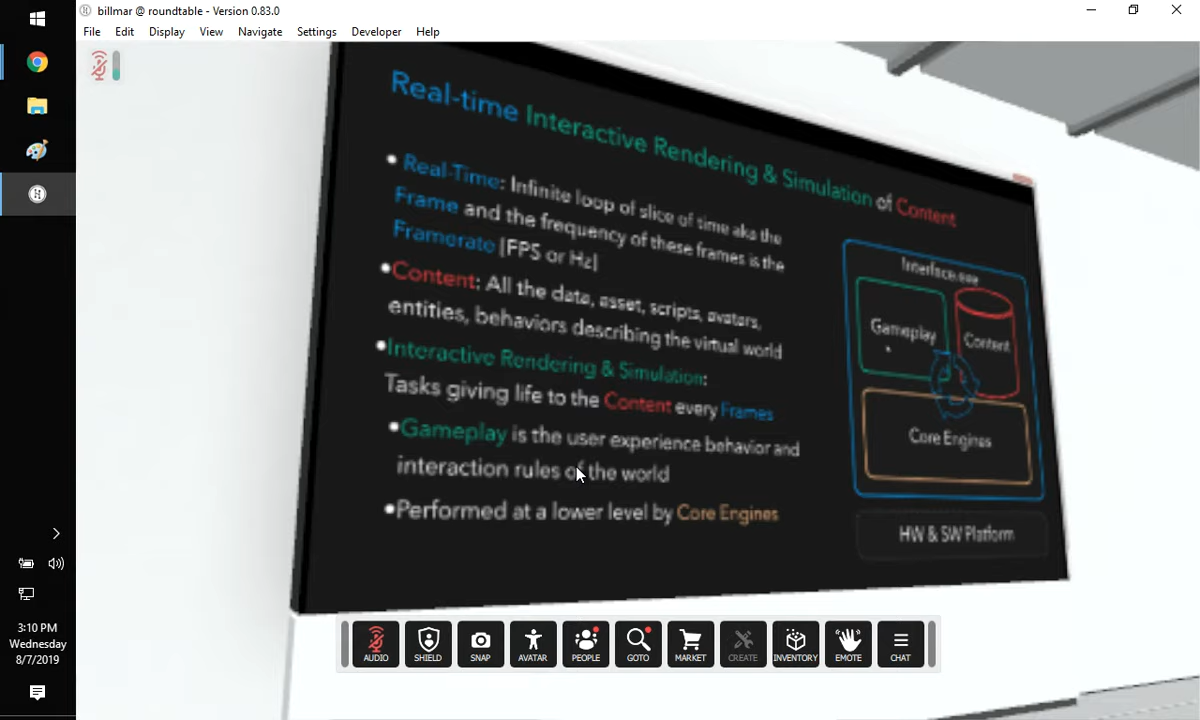 billmar @ roundtable - Version 0.83.0
File Edit Display View Navigate Settings Developer Help
Real-time Interactive Rendering & Simulation of Content
• Real-Time: Infinite loop of slice of time aka the
Frame and the frequency of these frames is the
Framerate [FPS or Hz]
• Content: All the data, asset, scripts, avatars,
entities, behaviors describing the virtual world
• Interactive Rendering & Simulation:
Tasks giving life to the Content every Frames
• Gameplay is the user experience behavior and
interaction rules of the world
• Performed at a lower level by Core Engines
Interface.exe
Gameplay
Content
Core Engines
HW & SW Platform
AUDIO SHIELD SNAP AVATAR PEOPLE GOTO MARKET CREATE INVENTORY EMOTE CHAT
3:10 PM
Wednesday
8/7/2019